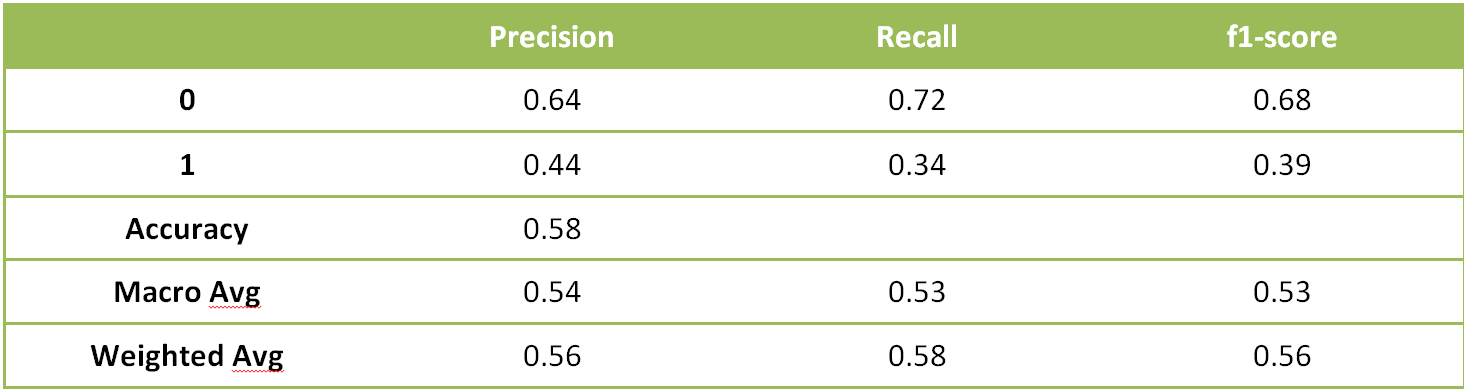 Precision Recall f1-score
0 0.64 0.72 0.68
1 0.44 0.34 0.39
Accuracy 0.58
Macro Avg 0.54 0.53 0.53
Weighted Avg 0.56 0.58 0.56